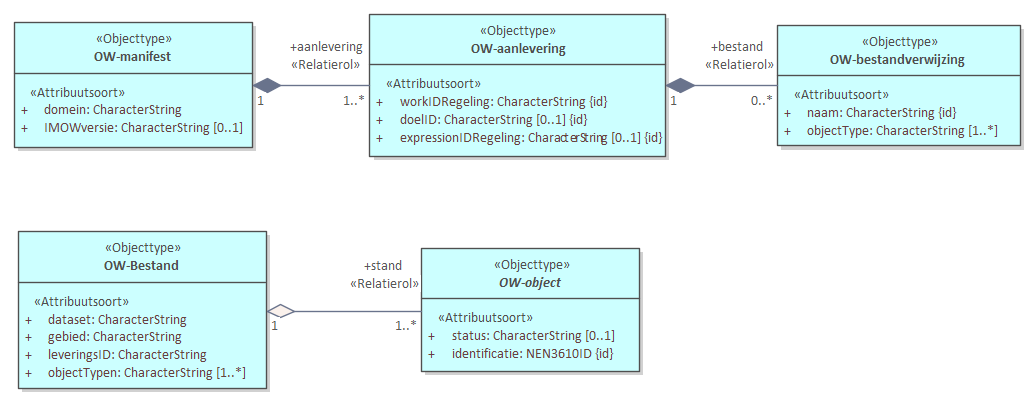 «Objecttype»
OW-manifest
«Attribuutsoort»
+ domein: CharacterString
+ IMOWversie: CharacterString [0..1]
+aanlevering
«Relatierol»
1
1..*
«Objecttype»
OW-aanlevering
«Attribuutsoort»
+ workIDRegeling: CharacterString {id}
+ doelID: CharacterString [0..1] {id}
+ expressionIDRegeling: CharacterString [0..1] {id}
+bestand
«Relatierol»
1
0..*
«Objecttype»
OW-bestandverwijzing
«Attribuutsoort»
+ naam: CharacterString {id}
+ objectType: CharacterString [1..*]
«Objecttype»
OW-Bestand
«Attribuutsoort»
+ dataset: CharacterString
+ gebied: CharacterString
+ leveringsID: CharacterString
+ objectTypen: CharacterString [1..*]
+stand
«Relatierol»
1
1..*
«Objecttype»
OW-object
«Attribuutsoort»
+ status: CharacterString [0..1]
+ identificatie: NEN3610ID {id}